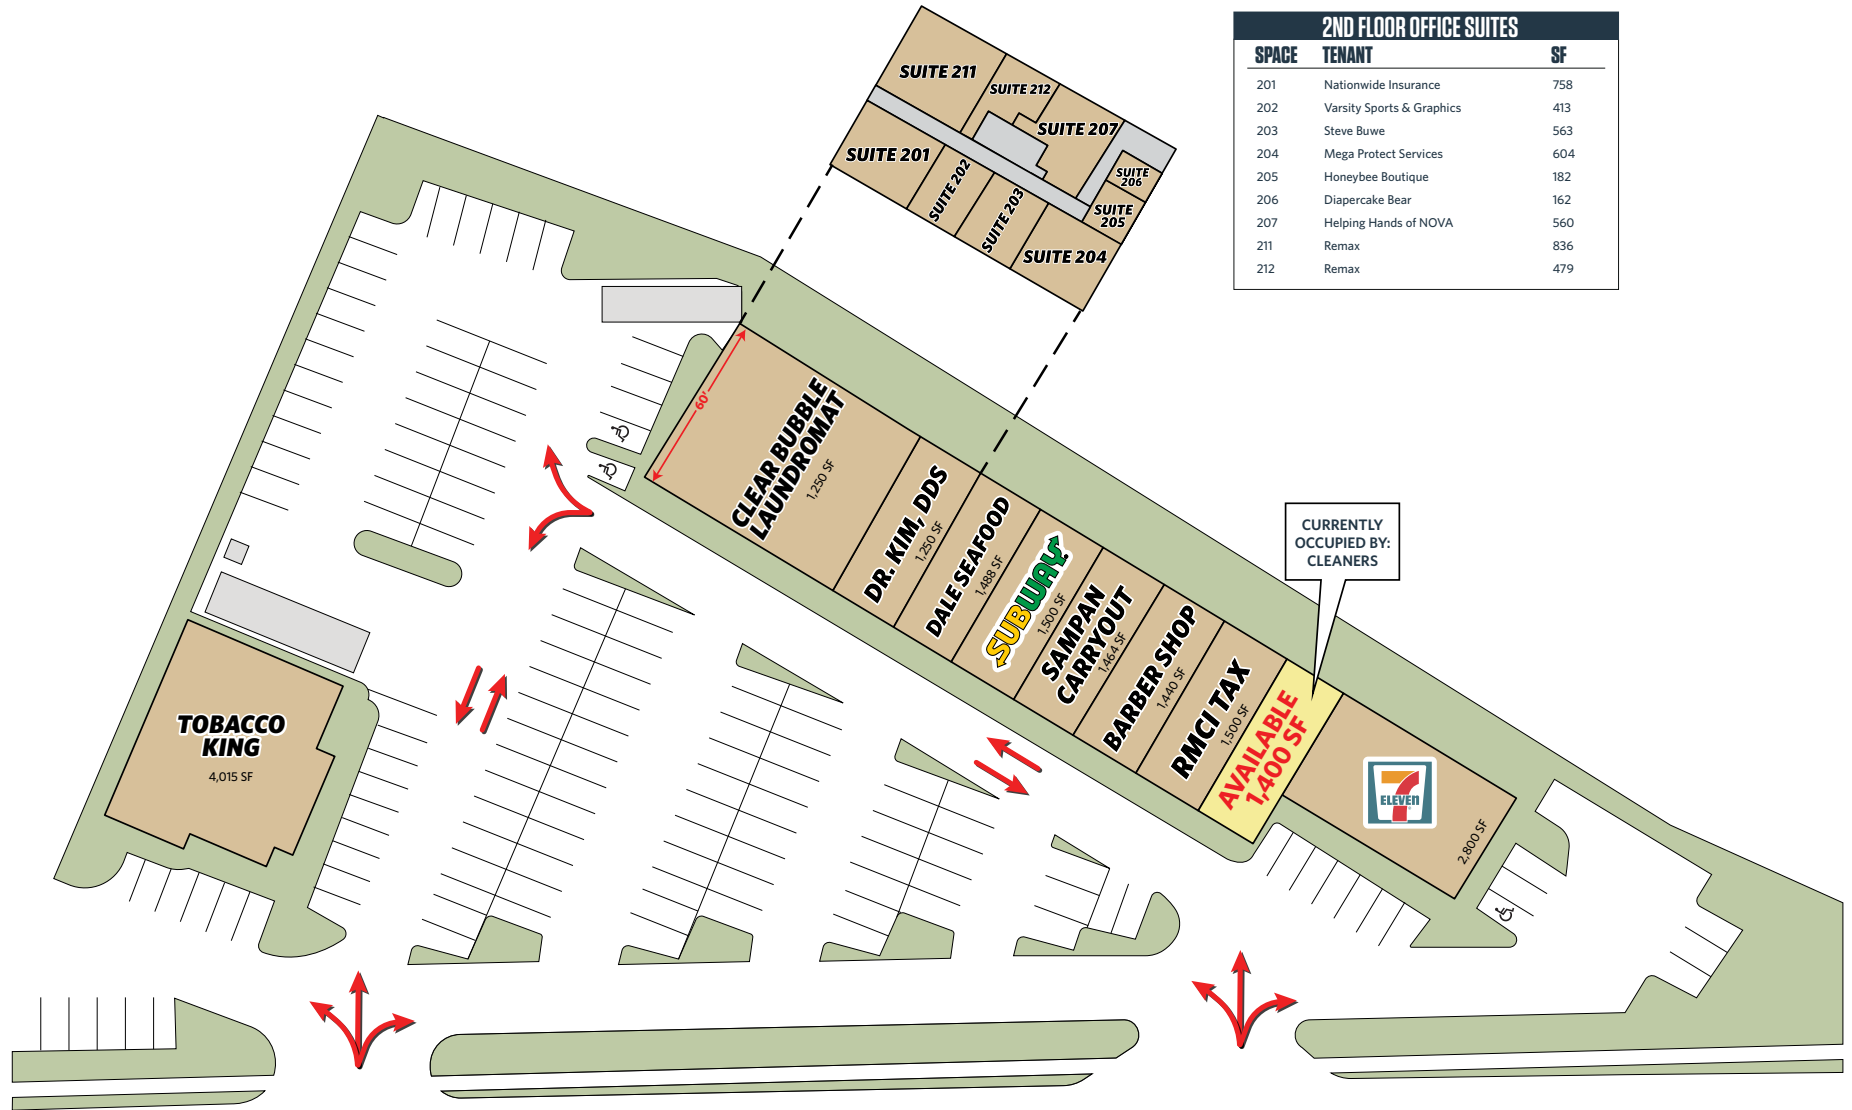 2ND FLOOR OFFICE SUITES
SPACE TENANT SF
201 Nationwide Insurance 758
202 Varsity Sports & Graphics 413
203 Steve Buwe 563
204 Mega Protect Services 604
205 Honeybee Boutique 182
206 Diapercake Bear 162
207 Helping Hands of NOVA 560
211 Remax 836
212 Remax 479
SUITE 211
SUITE 212
SUITE 207
SUITE 201
SUITE 202
SUITE 203
SUITE
206
SUITE
205
SUITE 204
60'
CLEAR BUBBLE
LAUNDROMAT
1,250 SF
DR. KIM, DDS
1,250 SF
DALE SEAFOOD
1,488 SF
SUBWAY
1,500 SF
SAMPAN
CARRYOUT
1,464 SF
BARBER SHOP
1,440 SF
RMCI TAX
1,500 SF
AVAILABLE
1,400 SF
CURRENTLY
OCCUPIED BY:
CLEANERS
7
ELEVEN
2,800 SF
TOBACCO
KING
4,015 SF